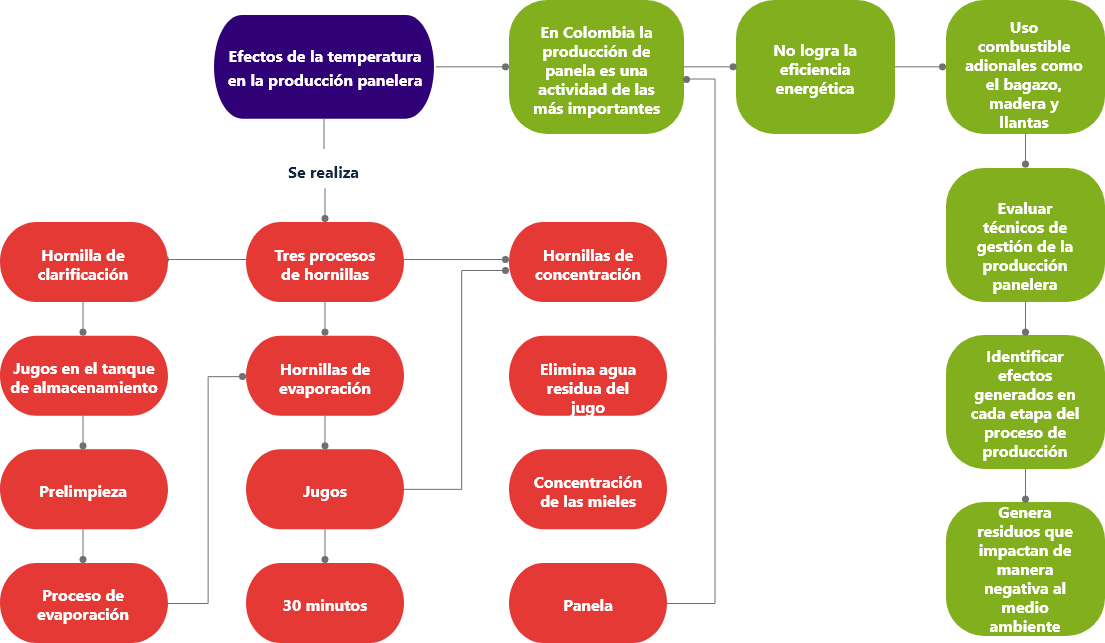 Efectos de la temperatura
en la producción panelera
En Colombia la
producción de
panela es una
actividad de las
más importantes
No logra la
eficiencia
energética
Uso
combustible
adionales como
el bagazo,
madera y
llantas
Se realiza
Hornilla de
clarificación
Tres procesos
de hornillas
Hornillas de
concentración
Evaluar
técnicos de
gestión de la
producción
panelera
Jugos en el tanque
de almacenamiento
Hornillas de
evaporación
Elimina agua
residua del
jugo
Identificar
efectos
generados en
cada etapa del
proceso de
producción
Prelimpieza
Jugos
Concentración
de las mieles
Proceso de
evaporación
30 minutos
Panela
Genera
residuos que
impactan de
manera
negativa al
medio
ambiente